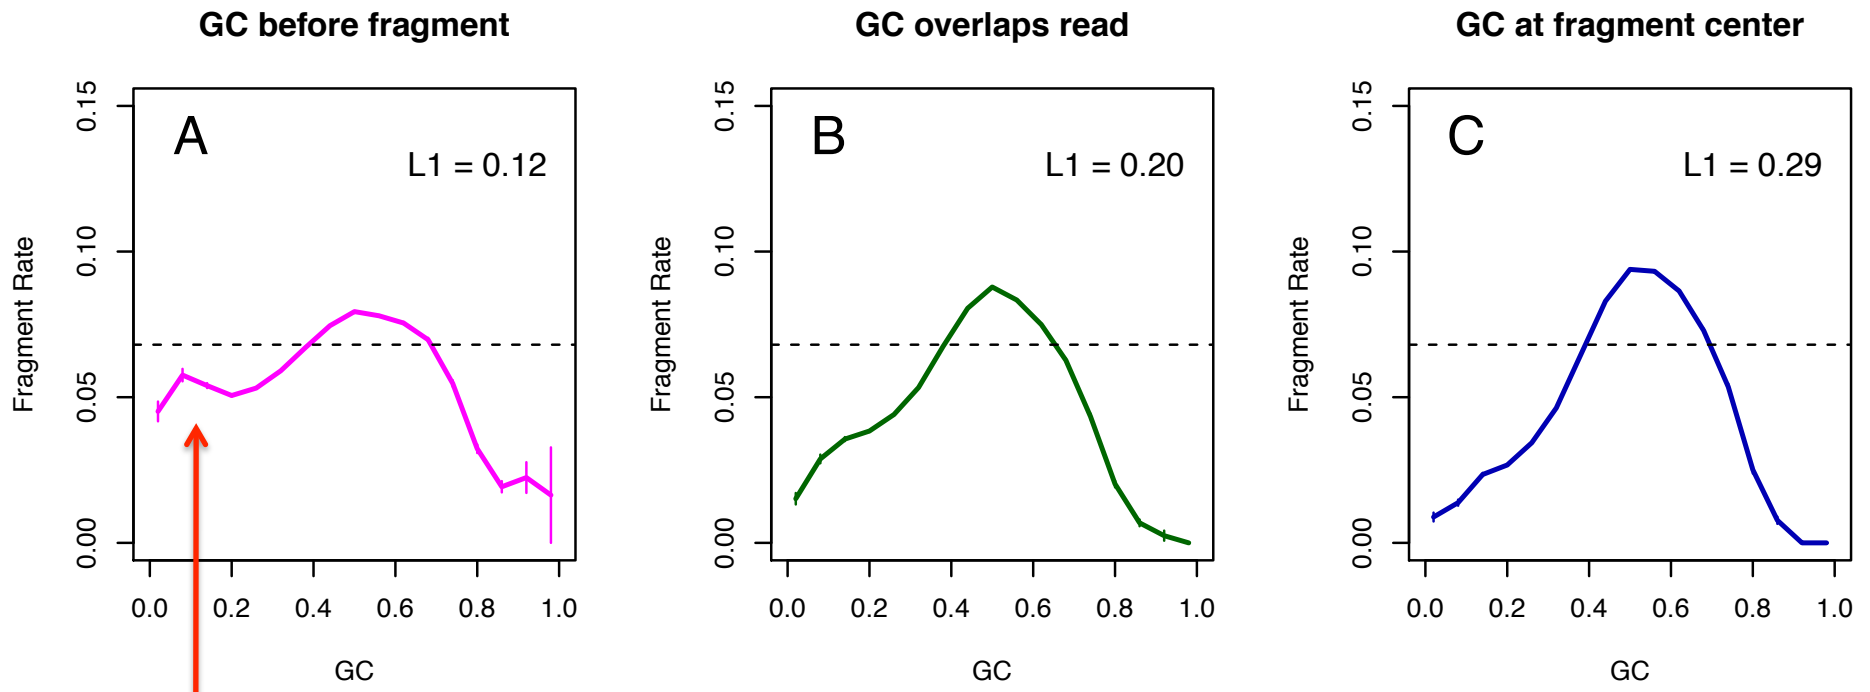 GC before fragment
A
L1 = 0.12
Fragment Rate
0.15
0.10
0.05
0.00
0.0 0.2 0.4 0.6 0.8 1.0
GC
GC overlaps read
B
L1 = 0.20
Fragment Rate
0.15
0.10
0.05
0.00
0.0 0.2 0.4 0.6 0.8 1.0
GC
GC at fragment center
C
L1 = 0.29
Fragment Rate
0.15
0.10
0.05
0.00
0.0 0.2 0.4 0.6 0.8 1.0
GC